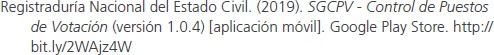 Registraduría Nacional del Estado Civil. (2019). SGCPV - Control de Puestos
de Votación (versión 1.0.4) [aplicación móvil]. Google Play Store. http://
bit.ly/2WAjz4W